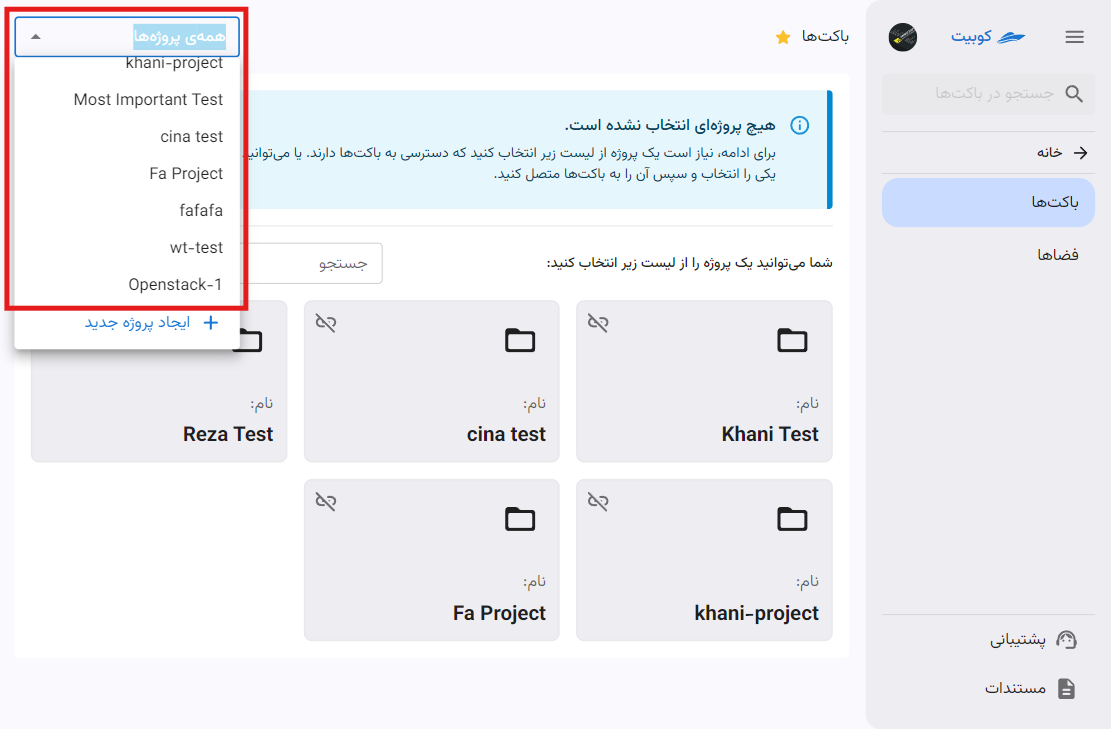 کوبیت
جستجو در باکت‌ها
خانه
باکت‌ها
فضاها
پشتیبانی
مستندات
باکت‌ها
همه‌ی پروژه‌ها
khani-project
Most Important Test
cina test
Fa Project
fafafa
wt-test
Openstack-1
ایجاد پروژه جدید
هیچ پروژه‌ای انتخاب نشده است.
برای ادامه، نیاز است یک پروژه از لیست زیر انتخاب کنید که دسترسی به باکت‌ها دارند. یا می‌توانید
یکی را انتخاب و سپس آن را به باکت‌ها متصل کنید.
شما می‌توانید یک پروژه را از لیست زیر انتخاب کنید:
جستجو
نام:
Khani Test
نام:
cina test
نام:
Reza Test
نام:
khani-project
نام:
Fa Project